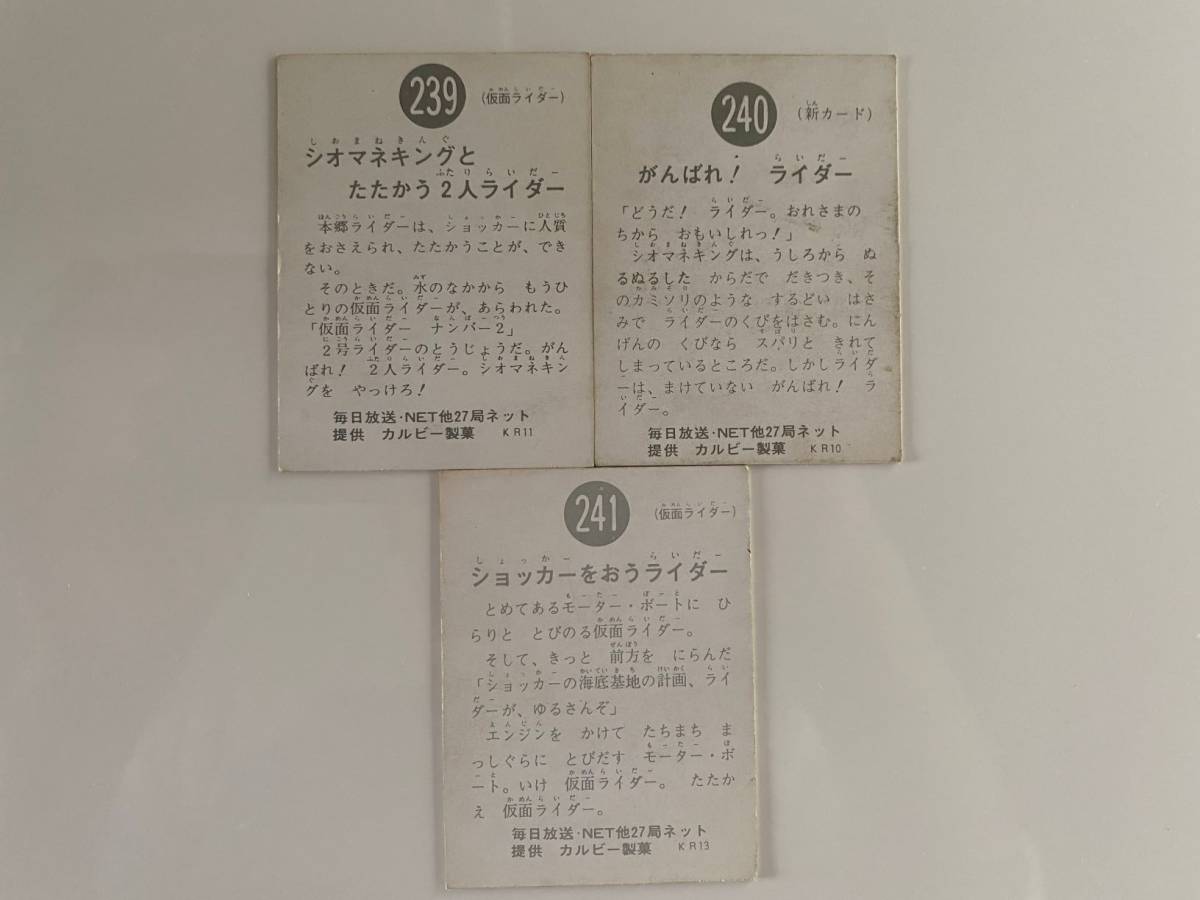 239
(仮面ライダー)
シオマネキングと
たたかう2人ライダー
本郷ライダーは、ショッカーに人質
をおさえられ、たたかうことが、でき
ない。
そのときだ。水のなかから もうひ
とりの仮面ライダーが、あらわれた。
「仮面ライダー ナンバー2」
2号ライダーのとうじょうだ。がん
ばれ! 2人ライダー。シオマネキン
グを やっけろ!
毎日放送・NET他27局ネット
提供 カルビー製菓 KR11
240
(新カード)
がんばれ! ライダー
「どうだ! ライダー。おれさまの
ちから おもいしれっ!」
シオマネキングは、うしろから ぬ
るぬるした からだで だきつき、そ
のカミソリのような するどい はさ
みで ライダーのくびをはさむ。にん
げんの くびなら スパリと きれて
しまっているところだ。しかしライダ
ーは、まけていない がんばれ! ラ
イダー。
毎日放送・NET他27局ネット
提供 カルビー製菓 KR10
241
(仮面ライダー)
ショッカーをおうライダー
とめてあるモーター・ボートに ひ
らりと とびのる仮面ライダー。
そして、きっと 前方を にらんだ
「ショッカーの海底基地の計画、ライ
ダーが、ゆるさんぞ」
エンジンを かけて たちまち ま
っしぐらに とびだす モーター・ボ
ート。いけ 仮面ライダー。 たたか
え 仮面ライダー。
毎日放送・NET他27局ネット
提供 カルビー製菓 KR13